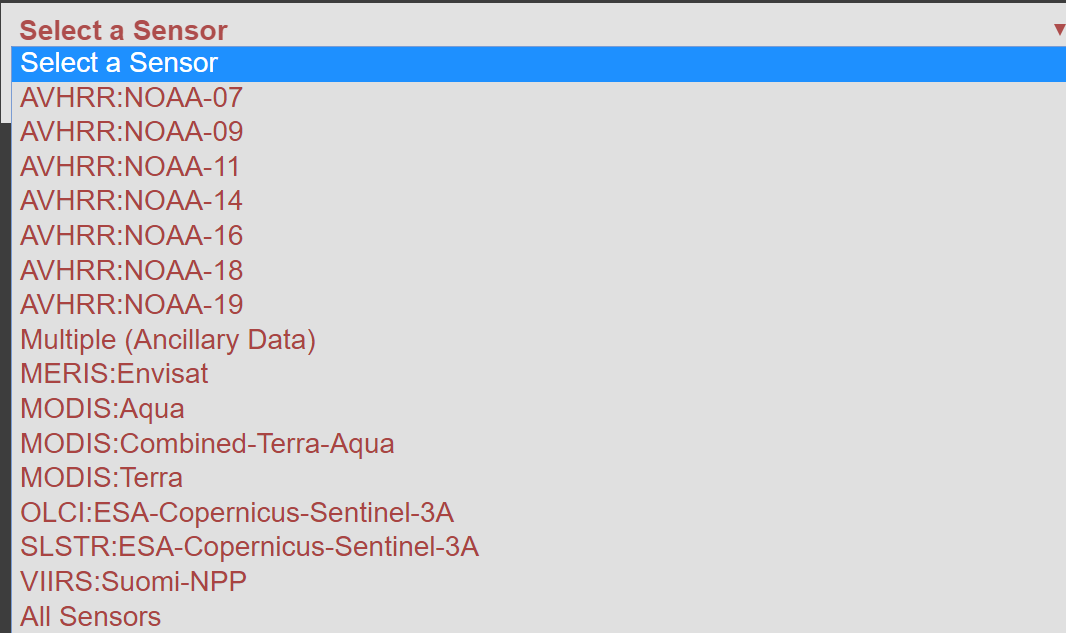 Select a Sensor
Select a Sensor
AVHRR:NOAA-07
AVHRR:NOAA-09
AVHRR:NOAA-11
AVHRR:NOAA-14
AVHRR:NOAA-16
AVHRR:NOAA-18
AVHRR:NOAA-19
Multiple (Ancillary Data)
MERIS:Envisat
MODIS:Aqua
MODIS:Combined-Terra-Aqua
MODIS:Terra
OLCI:ESA-Copernicus-Sentinel-3A
SLSTR:ESA-Copernicus-Sentinel-3A
VIIRS:Suomi-NPP
All Sensors